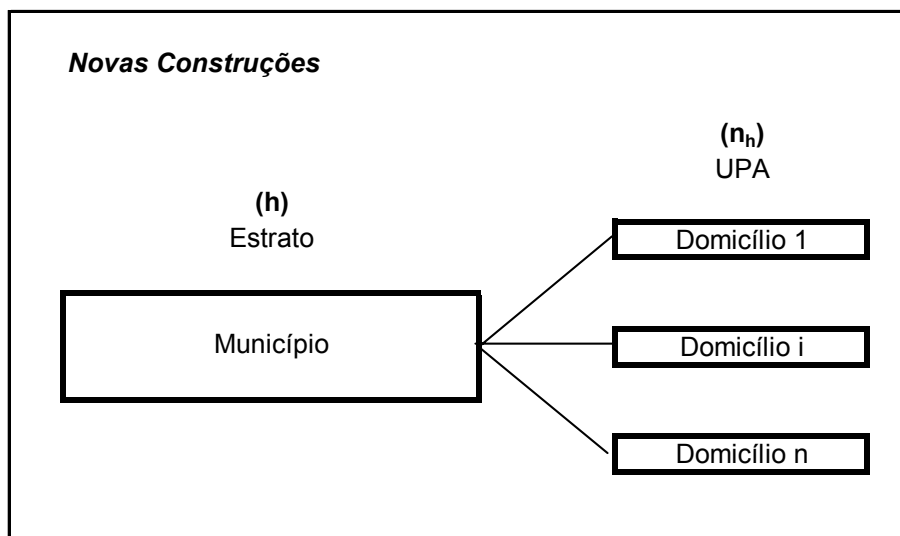 Novas Construções
(nh)
UPA
(h)
Estrato
Domicílio 1
Município
Domicílio i
Domicílio n